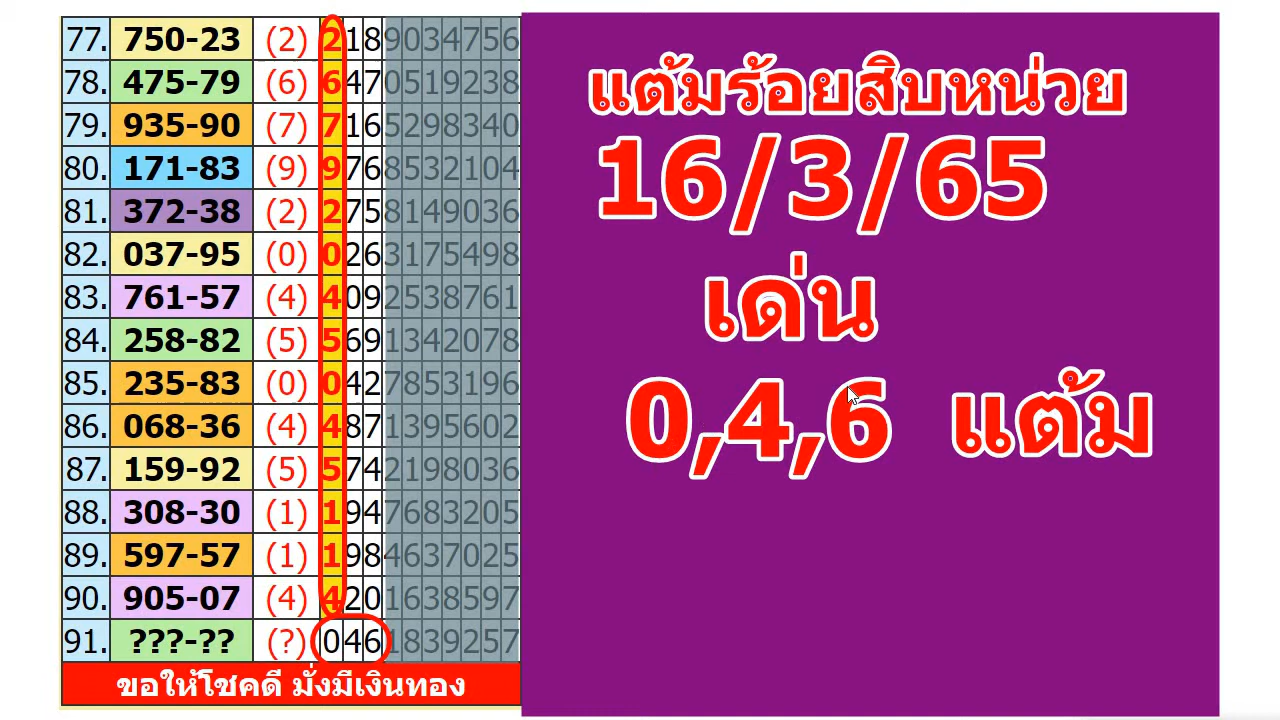 77. 750-23 (2) 2189034756
78. 475-79 (6) 6470519238
79. 935-90 (7) 7165298340
80. 171-83 (9) 9768532104
81. 372-38 (2) 2758149036
82. 037-95 (0) 0263175498
83. 761-57 (4) 4092538761
84. 258-82 (5) 5691342078
85. 235-83 (0) 0427853196
86. 068-36 (4) 4871395602
87. 159-92 (5) 5742198036
88. 308-30 (1) 1947683205
89. 597-57 (1) 1984637025
90. 905-07 (4) 4201638597
91. ???-?? (?) 0461839257
ขอให้โชคดี มั่งมีเงินทอง
แต้มร้อยสิบหน่วย
16/3/65
เด่น
0,4,6 แต้ม